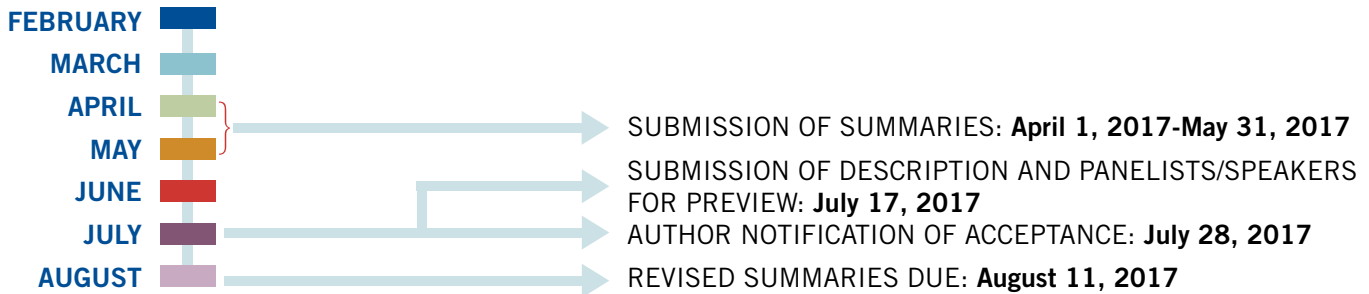 FEBRUARY
MARCH
APRIL
MAY
JUNE
JULY
AUGUST
SUBMISSION OF SUMMARIES: April 1, 2017-May 31, 2017
SUBMISSION OF DESCRIPTION AND PANELISTS/SPEAKERS
FOR PREVIEW: July 17, 2017
AUTHOR NOTIFICATION OF ACCEPTANCE: July 28, 2017
REVISED SUMMARIES DUE: August 11, 2017